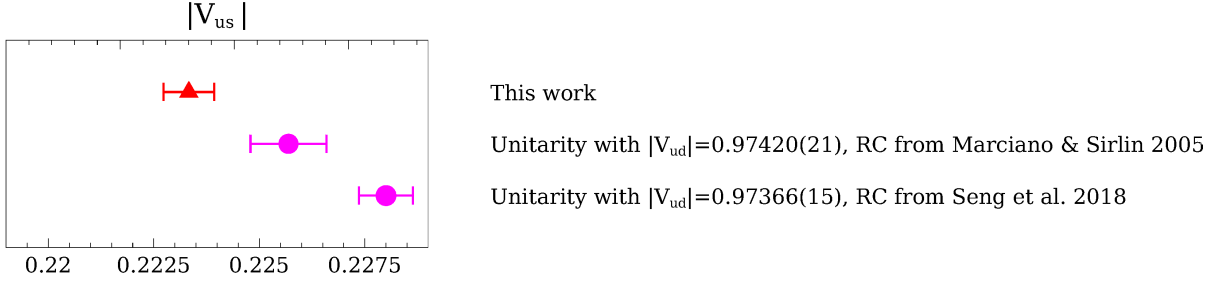 |Vus|
This work
Unitarity with |Vud|=0.97420(21), RC from Marciano & Sirlin 2005
Unitarity with |Vud|=0.97366(15), RC from Seng et al. 2018
0.22 0.2225 0.225 0.2275